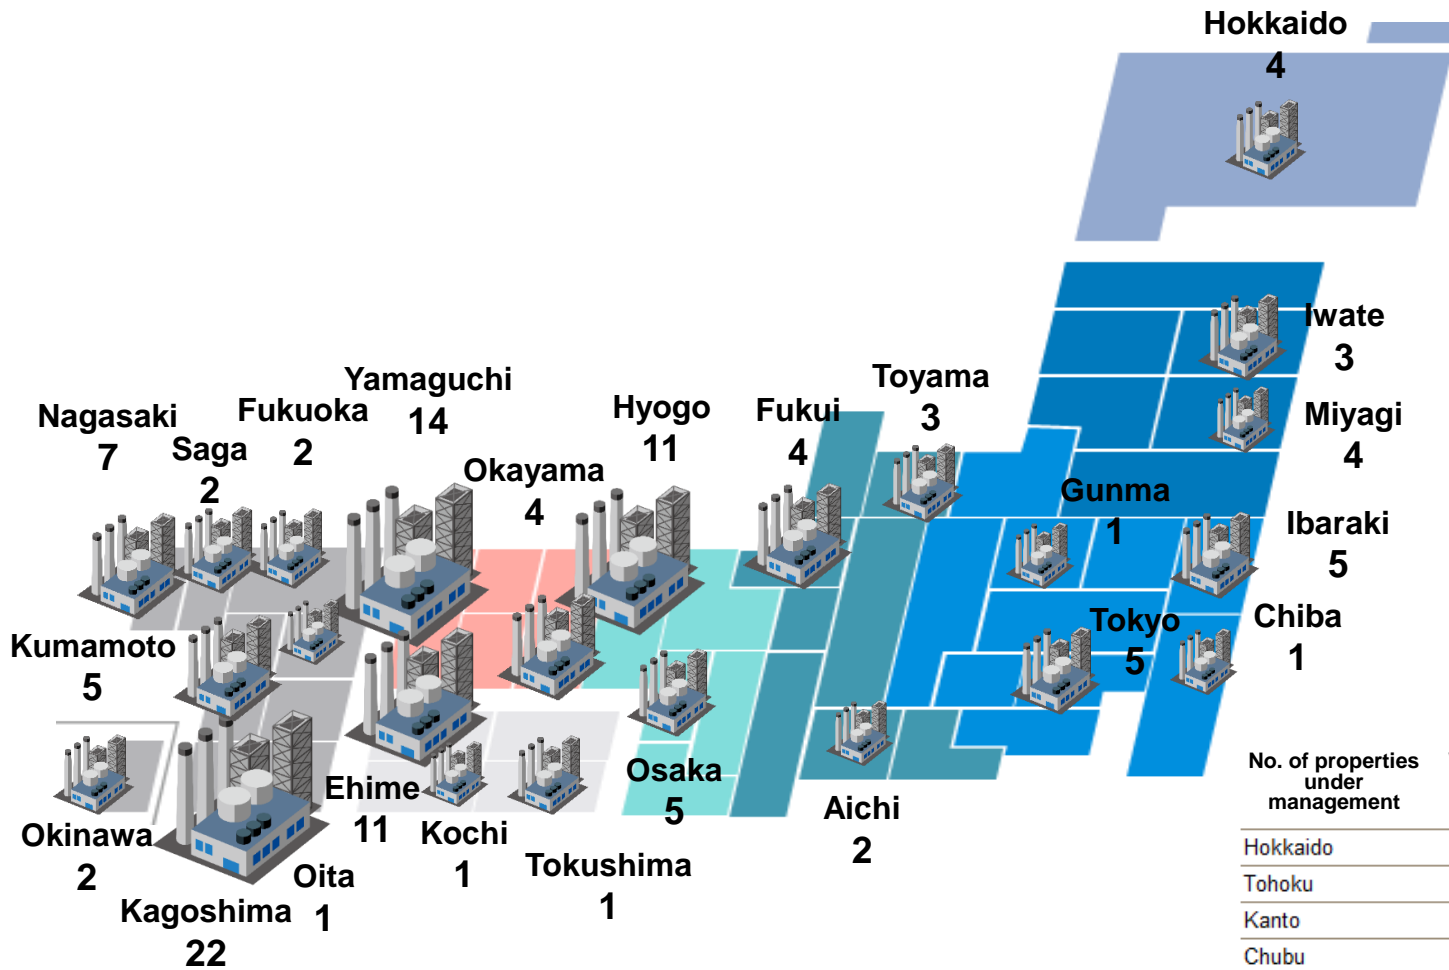 Hokkaido
4
Iwate
3
Miyagi
4
Yamaguchi
14
Toyama
3
Nagasaki
7
Fukuoka
2
Saga
2
Hyogo
11
Fukui
4
Okayama
4
Gunma
1
Ibaraki
5
Kumamoto
5
Tokyo
5
Chiba
1
Okinawa
2
Ehime
11
Kochi
1
Osaka
5
Aichi
2
Oita
1
Tokushima
1
Kagoshima
22
No. of properties
under
management
Hokkaido
Tohoku
Kanto
Chubu